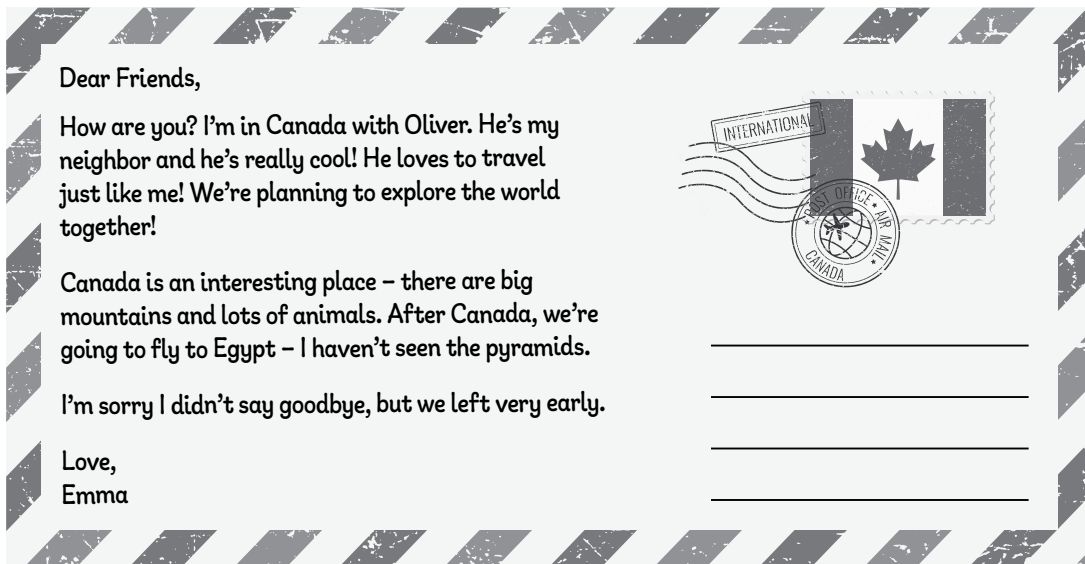 Dear Friends,
How are you? I'm in Canada with Oliver. He's my
neighbor and he's really cool! He loves to travel
just like me! We're planning to explore the world
together!
Canada is an interesting place – there are big
mountains and lots of animals. After Canada, we're
going to fly to Egypt – I haven't seen the pyramids.
I'm sorry I didn't say goodbye, but we left very early.
Love,
Emma
INTERNATIONAL
POST OFFICE ★ AIR MAIL ★
CANADA